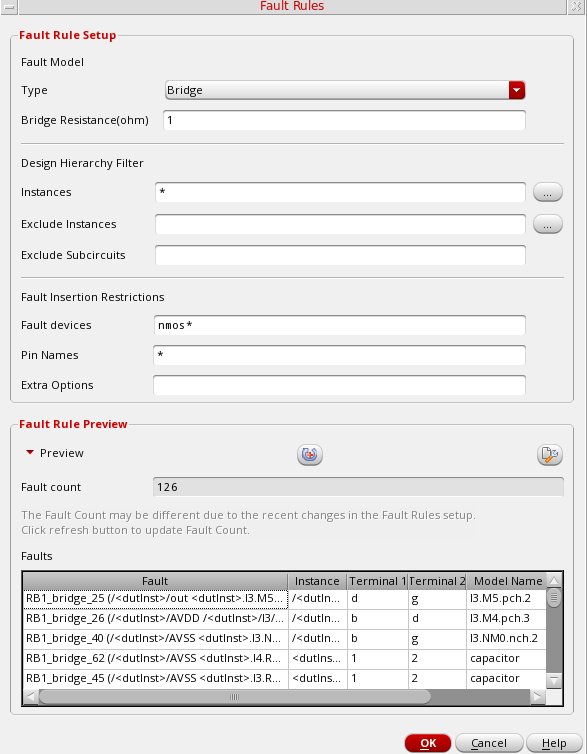 Fault Rules
Fault Rule Setup
Fault Model
Type
Bridge
Bridge Resistance(ohm)
1
Design Hierarchy Filter
Instances
*
...
Exclude Instances
...
Exclude Subcircuits
Fault Insertion Restrictions
Fault devices
nmos*
Pin Names
*
Extra Options
Fault Rule Preview
Preview
Fault count
126
The Fault Count may be different due to the recent changes in the Fault Rules setup.
Click refresh button to update Fault Count.
Faults
Fault Instance Terminal 1 Terminal 2 Model Name
RB1_bridge_25 (/<dutInst>/out <dutInst>.I3.M5... /<dutIn... d g I3.M5.pch.2
RB1_bridge_26 (/<dutInst>/AVDD /<dutInst>/I3/... /<dutIn... b d I3.M4.pch.3
RB1_bridge_40 (/<dutInst>/AVSS <dutInst>.I3.N... /<dutIn... b g I3.NM0.nch.2
RB1_bridge_62 (/<dutInst>/AVSS <dutInst>.I4.R... <dutIns... 1 2 capacitor
RB1_bridge_45 (/<dutInst>/AVSS <dutInst>.I3.R... <dutIns... 1 2 capacitor
OK Cancel Help